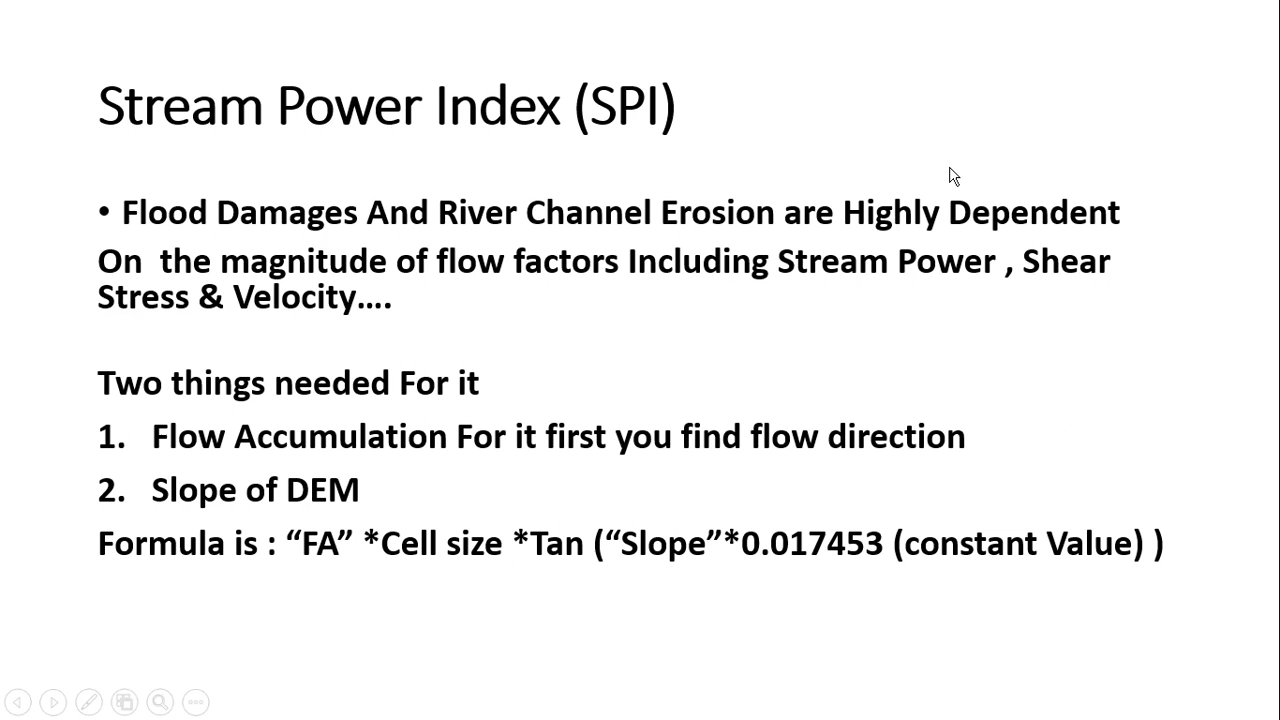 Stream Power Index (SPI)
• Flood Damages And River Channel Erosion are Highly Dependent
On  the magnitude of flow factors Including Stream Power , Shear
Stress & Velocity….
Two things needed For it
1. Flow Accumulation For it first you find flow direction
2. Slope of DEM
Formula is : “FA” *Cell size *Tan (“Slope”*0.017453 (constant Value) )